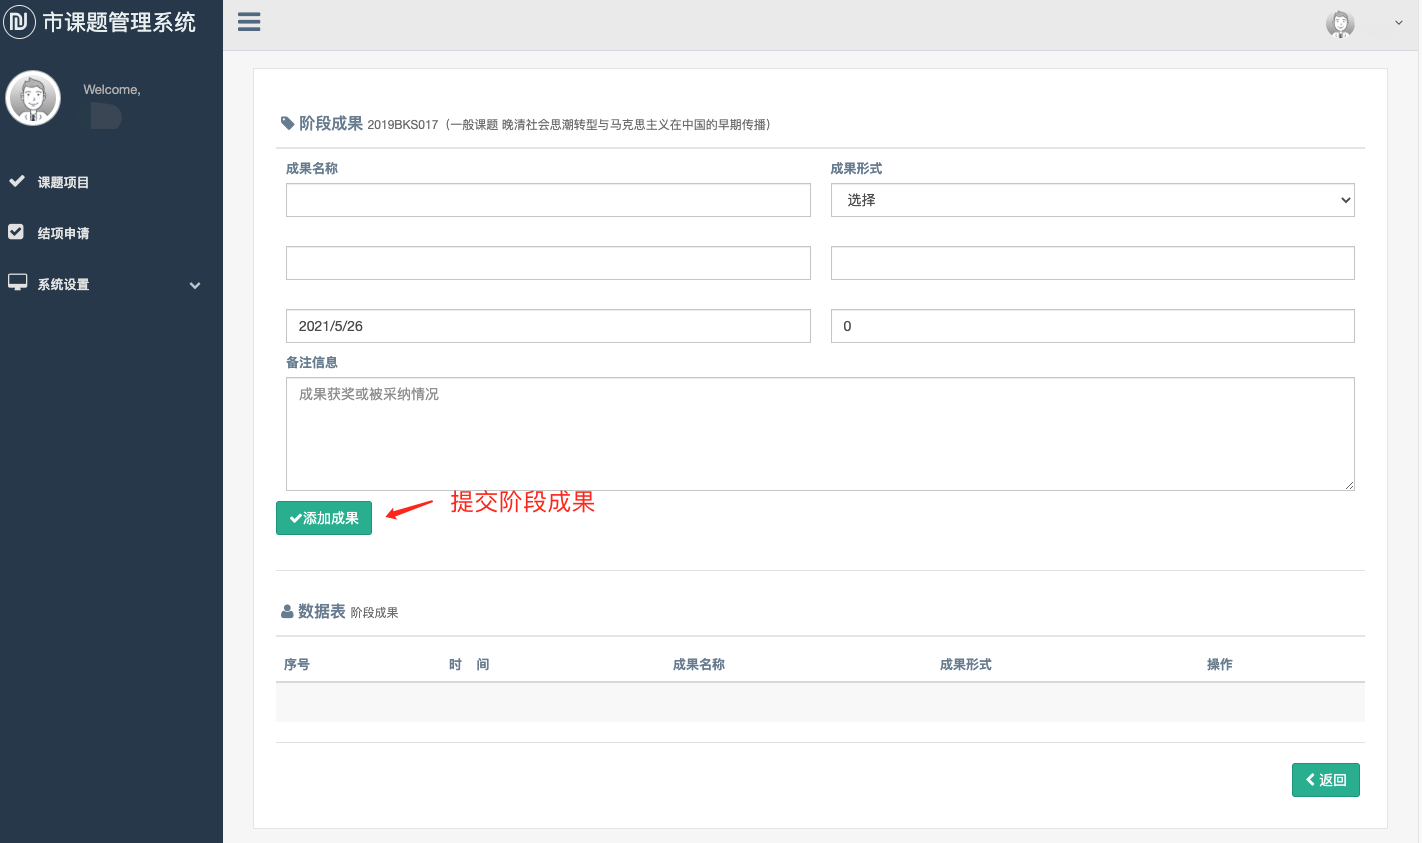 市课题管理系统
Welcome,
课题项目
结项申请
系统设置
阶段成果 2019BKS017（一般课题 晚清社会思潮转型与马克思主义在中国的早期传播）
成果名称 成果形式
选择
2021/5/26 0
备注信息
成果获奖或被采纳情况
添加成果 提交阶段成果
数据表 阶段成果
序号 时 间 成果名称 成果形式 操作
返回